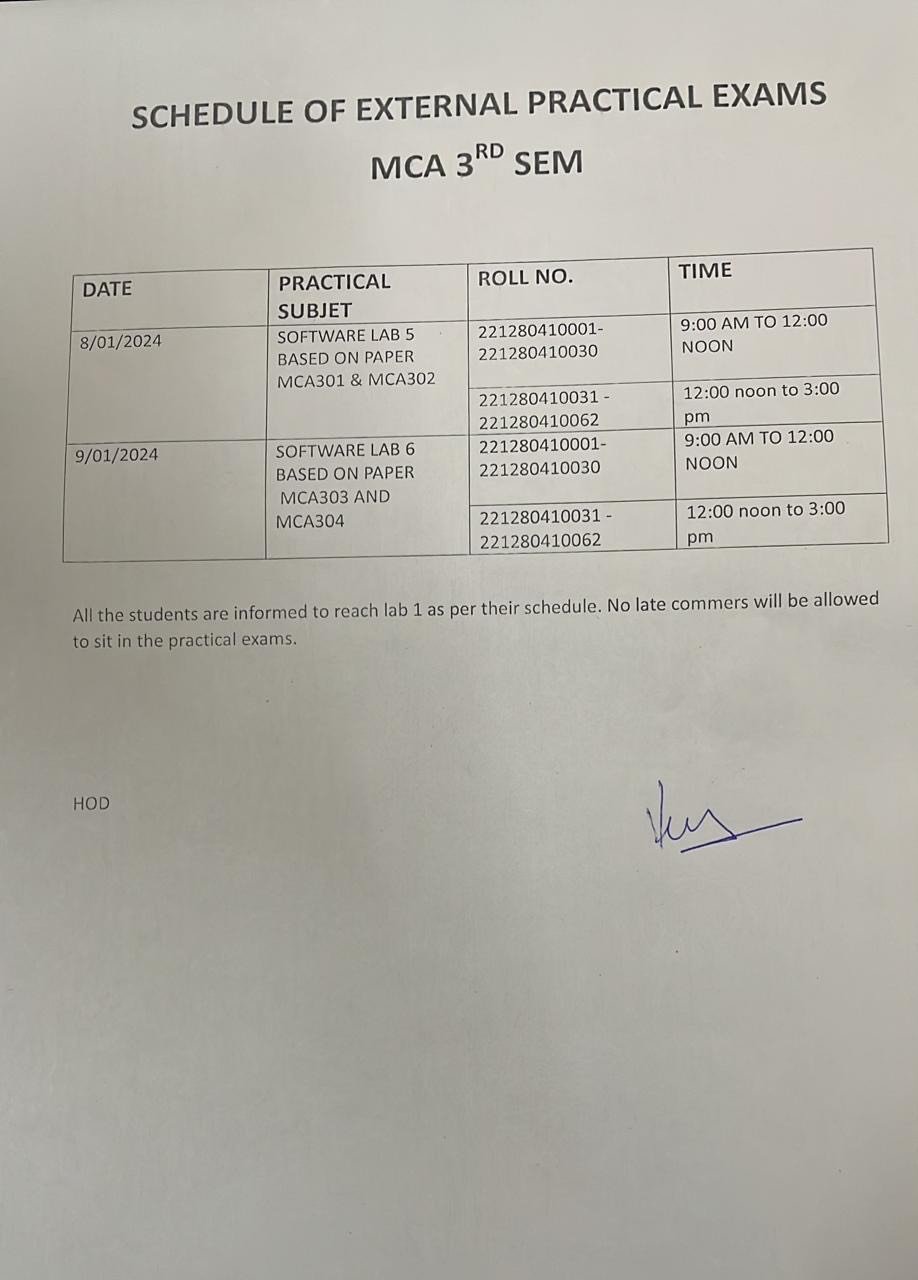 SCHEDULE OF EXTERNAL PRACTICAL EXAMS
MCA 3RD SEM
DATE
PRACTICAL
SUBJET
ROLL NO.
TIME
8/01/2024
SOFTWARE LAB 5
BASED ON PAPER
MCA301 & MCA302
221280410001-
221280410030
9:00 AM TO 12:00
NOON
221280410031 -
221280410062
12:00 noon to 3:00
pm
9/01/2024
SOFTWARE LAB 6
BASED ON PAPER
MCA303 AND
MCA304
221280410001-
221280410030
9:00 AM TO 12:00
NOON
221280410031 -
221280410062
12:00 noon to 3:00
pm
All the students are informed to reach lab 1 as per their schedule. No late commers will be allowed
to sit in the practical exams.
HOD